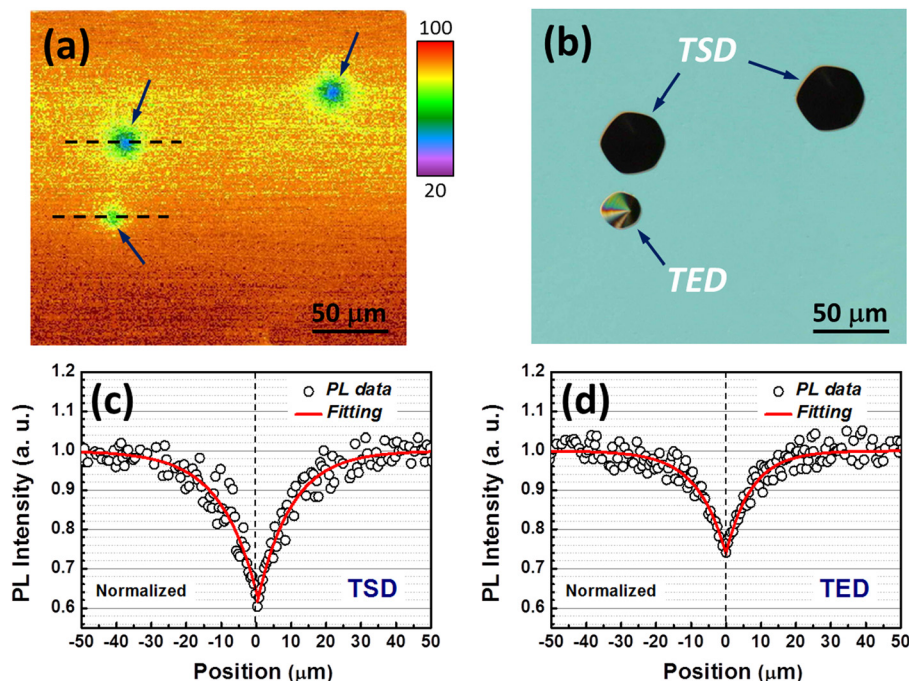 (a)
100
20
50 μm
(b)
TSD
TED
50 μm
(c)
PL data
Fitting
1.2
1.1
1.0
0.9
0.8
0.7
0.6
PL Intensity (a. u.)
Normalized
TSD
-50 -40 -30 -20 -10 0 10 20 30 40 50
Position (μm)
(d)
PL data
Fitting
1.2
1.1
1.0
0.9
0.8
0.7
0.6
PL Intensity (a. u.)
Normalized
TED
-50 -40 -30 -20 -10 0 10 20 30 40 50
Position (μm)